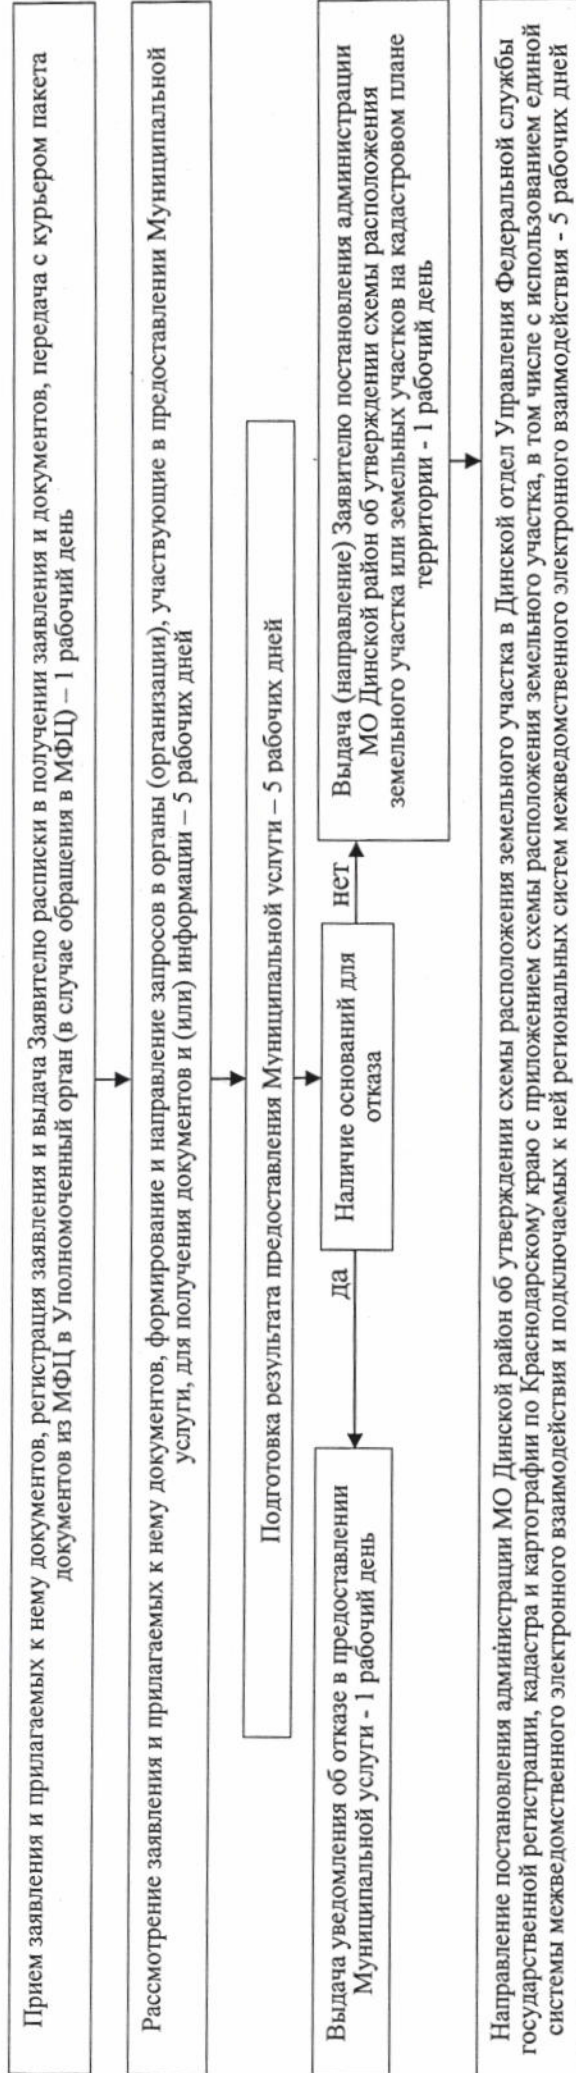 Прием заявления и прилагаемых к нему документов, регистрация заявления и выдача Заявителю расписки в получении заявления и документов, передача с курьером пакета
документов из МФЦ в Уполномоченный орган (в случае обращения в МФЦ) – 1 рабочий день
Рассмотрение заявления и прилагаемых к нему документов, формирование и направление запросов в органы (организации), участвующие в предоставлении Муниципальной
услуги, для получения документов и (или) информации – 5 рабочих дней
Подготовка результата предоставления Муниципальной услуги – 5 рабочих дней
Наличие оснований для
отказа
да
нет
Выдача уведомления об отказе в предоставлении
Муниципальной услуги - 1 рабочий день
Выдача (направление) Заявителю постановления администрации
МО Динской район об утверждении схемы расположения
земельного участка или земельных участков на кадастровом плане
территории - 1 рабочий день
Направление постановления администрации МО Динской район об утверждении схемы расположения земельного участка в Динской отдел Управления Федеральной службы
государственной регистрации, кадастра и картографии по Краснодарскому краю с приложением схемы расположения земельного участка, в том числе с использованием единой
системы межведомственного электронного взаимодействия и подключаемых к ней региональных систем межведомственного электронного взаимодействия - 5 рабочих дней